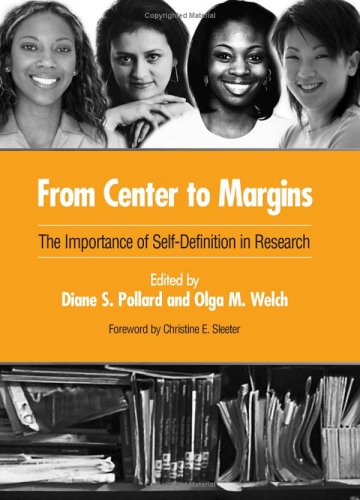 Copyrighted Material
From Center to Margins
The Importance of Self-Definition in Research
Edited by
Diane S. Pollard and Olga M. Welch
Foreword by Christine E. Sleeter